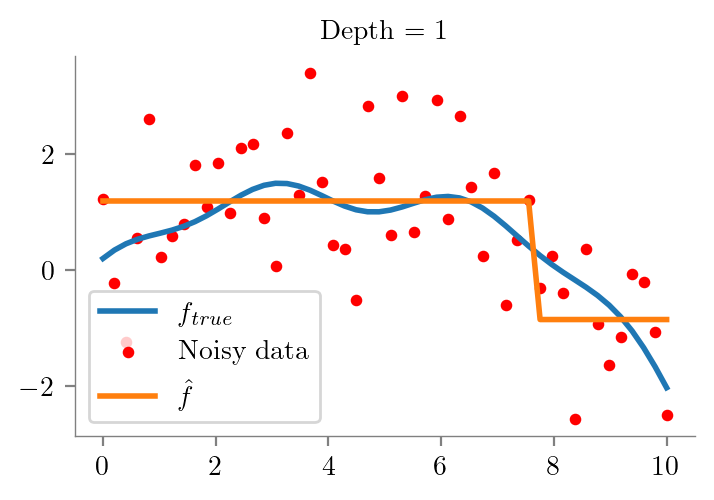 Depth = 1
2
0
−2
f_true
Noisy data
f̂
0 2 4 6 8 10